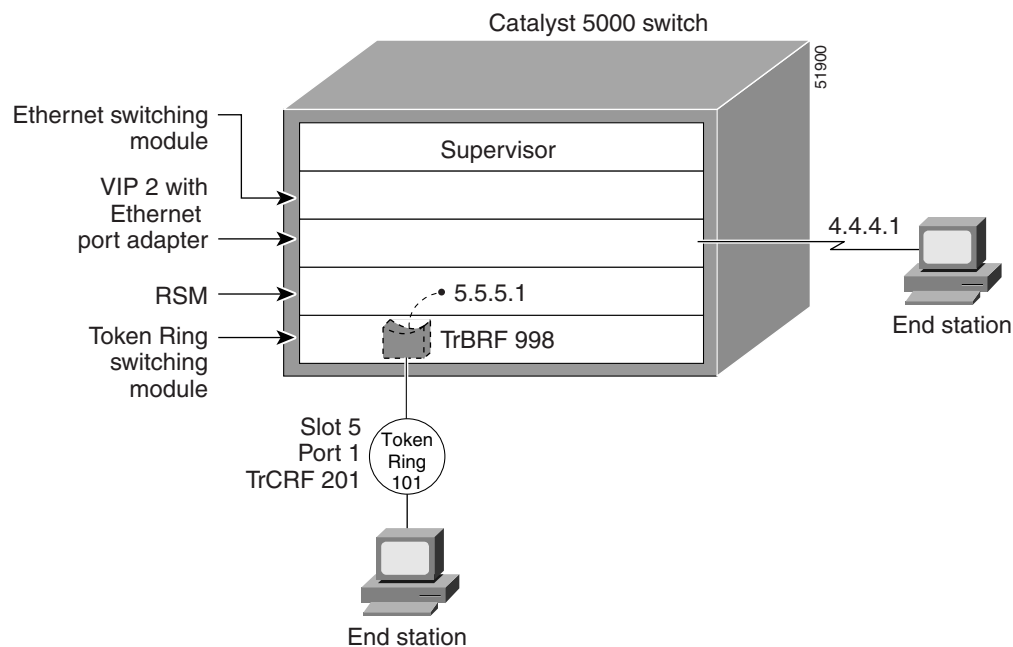 Catalyst 5000 switch
51900
Ethernet switching
module
Supervisor
VIP 2 with
Ethernet
port adapter
4.4.4.1
RSM
5.5.5.1
End station
Token Ring
switching
module
TrBRF 998
Slot 5
Port 1
TrCRF 201
Token
Ring
101
End station